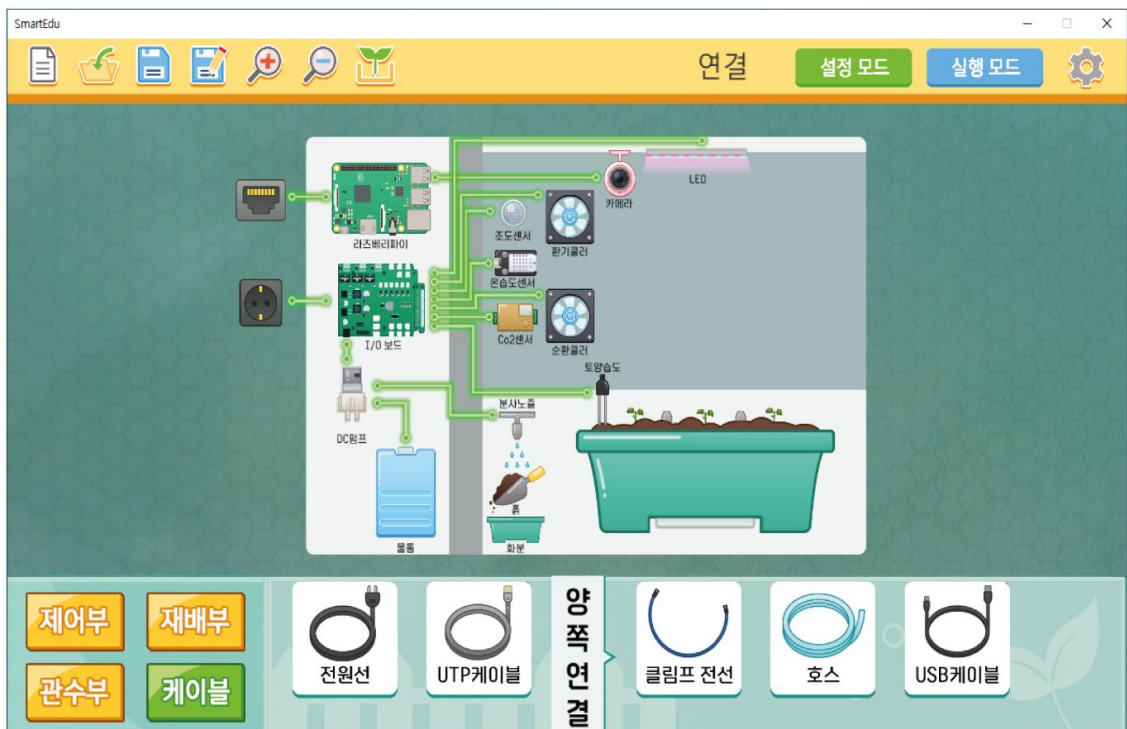 SmartEdu
연결
설정 모드
실행 모드
LED
카메라
라즈베리파이
조도센서
환기쿨러
온습도센서
I/O 보드
Co2센서
순환쿨러
토양습도
분사노즐
DC펌프
흙
물통
화분
제어부
재배부
관수부
케이블
전원선
UTP케이블
양쪽연결
클림프 전선
호스
USB케이블